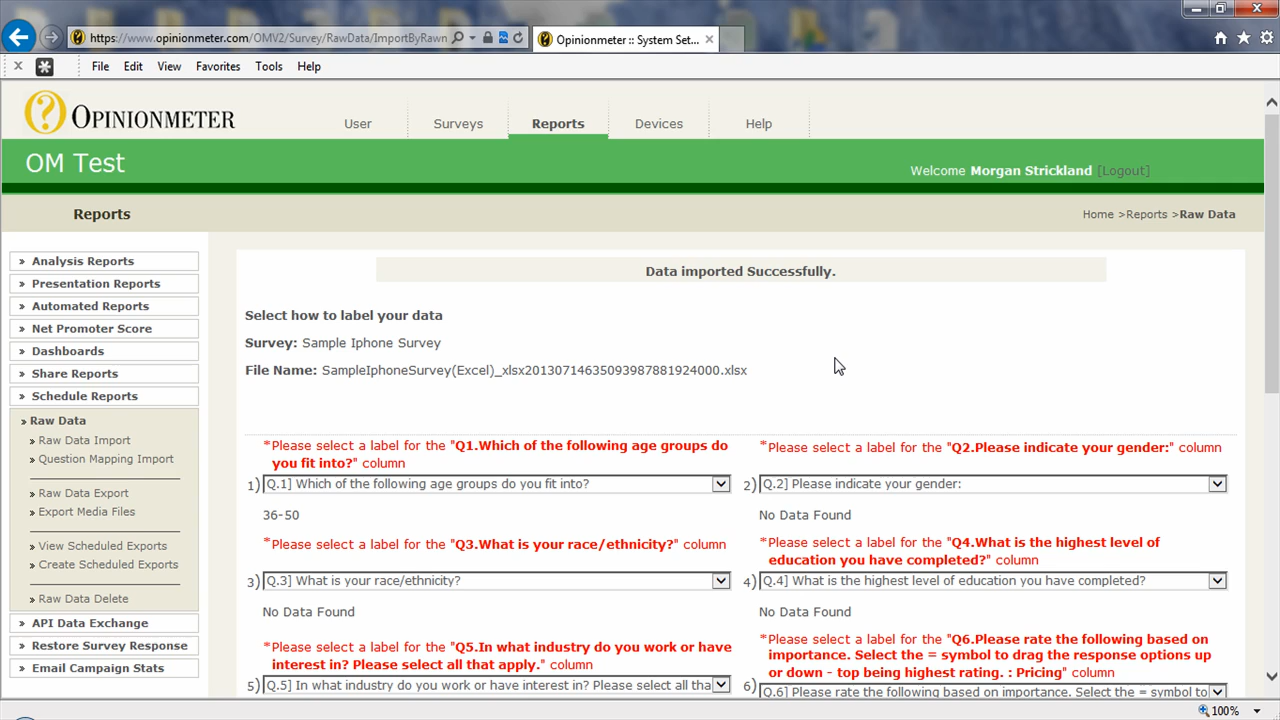 https://www.opinionmeter.com/OMV2/Survey/RawData/ImportByRawn
Opinionmeter :: System Set...
File Edit View Favorites Tools Help
OPINIONMETER
User Surveys Reports Devices Help
OM Test
Welcome Morgan Strickland [Logout]
Reports
Home >Reports >Raw Data
» Analysis Reports
» Presentation Reports
» Automated Reports
» Net Promoter Score
» Dashboards
» Share Reports
» Schedule Reports
» Raw Data
» Raw Data Import
» Question Mapping Import
» Raw Data Export
» Export Media Files
» View Scheduled Exports
» Create Scheduled Exports
» Raw Data Delete
» API Data Exchange
» Restore Survey Response
» Email Campaign Stats
Data imported Successfully.
Select how to label your data
Survey: Sample Iphone Survey
File Name: SampleIphoneSurvey(Excel)_xlsx20130714635093987881924000.xlsx
*Please select a label for the "Q1.Which of the following age groups do
you fit into?" column
1) [Q.1] Which of the following age groups do you fit into?
36-50
*Please select a label for the "Q2.Please indicate your gender:" column
2) [Q.2] Please indicate your gender:
No Data Found
*Please select a label for the "Q3.What is your race/ethnicity?" column
3) [Q.3] What is your race/ethnicity?
No Data Found
*Please select a label for the "Q4.What is the highest level of
education you have completed?" column
4) [Q.4] What is the highest level of education you have completed?
No Data Found
*Please select a label for the "Q5.In what industry do you work or have
interest in? Please select all that apply." column
5) [Q.5] In what industry do you work or have interest in? Please select all tha
*Please select a label for the "Q6.Please rate the following based on
importance. Select the = symbol to drag the response options up
or down - top being highest rating. : Pricing" column
6) [Q.6] Please rate the following based on importance. Select the = symbol to
100%